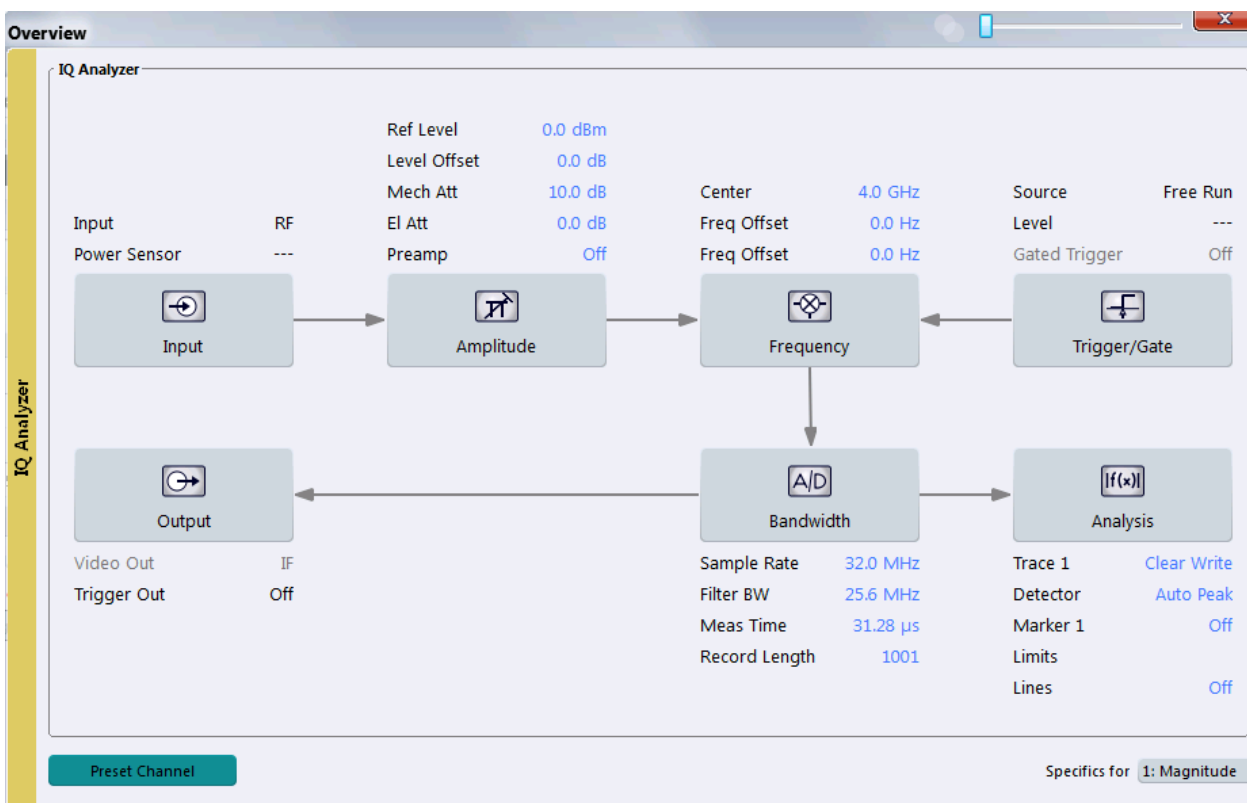 Overview
X
IQ Analyzer
IQ Analyzer
Ref Level 0.0 dBm
Level Offset 0.0 dB
Mech Att 10.0 dB
El Att 0.0 dB
Preamp Off
Input RF
Power Sensor ---
Center 4.0 GHz
Freq Offset 0.0 Hz
Freq Offset 0.0 Hz
Source Free Run
Level ---
Gated Trigger Off
Input
Amplitude
Frequency
Trigger/Gate
Output
A/D
Bandwidth
|f(x)|
Analysis
Video Out IF
Trigger Out Off
Sample Rate 32.0 MHz
Filter BW 25.6 MHz
Meas Time 31.28 µs
Record Length 1001
Trace 1 Clear Write
Detector Auto Peak
Marker 1 Off
Limits
Lines Off
Preset Channel
Specifics for 1: Magnitude